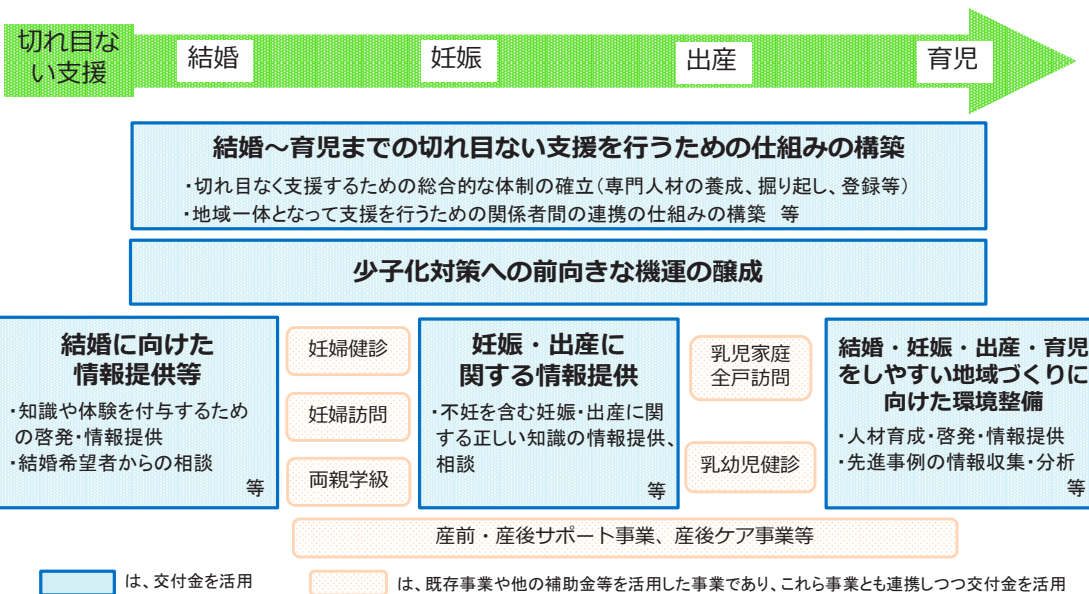 切れ目な
い支援
結婚
妊娠
出産
育児
結婚～育児までの切れ目ない支援を行うための仕組みの構築
・切れ目なく支援するための総合的な体制の確立（専門人材の養成、掘り起し、登録等）
・地域一体となって支援を行うための関係者間の連携の仕組みの構築　等
少子化対策への前向きな機運の醸成
結婚に向けた
情報提供等
・知識や体験を付与するため
の啓発・情報提供
・結婚希望者からの相談
等
妊婦健診
妊婦訪問
両親学級
妊娠・出産に
関する情報提供
・不妊を含む妊娠・出産に関
する正しい知識の情報提供、
相談
等
乳児家庭
全戸訪問
乳幼児健診
結婚・妊娠・出産・育児
をしやすい地域づくりに
向けた環境整備
・人材育成・啓発・情報提供
・先進事例の情報収集・分析
等
産前・産後サポート事業、産後ケア事業等
は、交付金を活用
は、既存事業や他の補助金等を活用した事業であり、これら事業とも連携しつつ交付金を活用